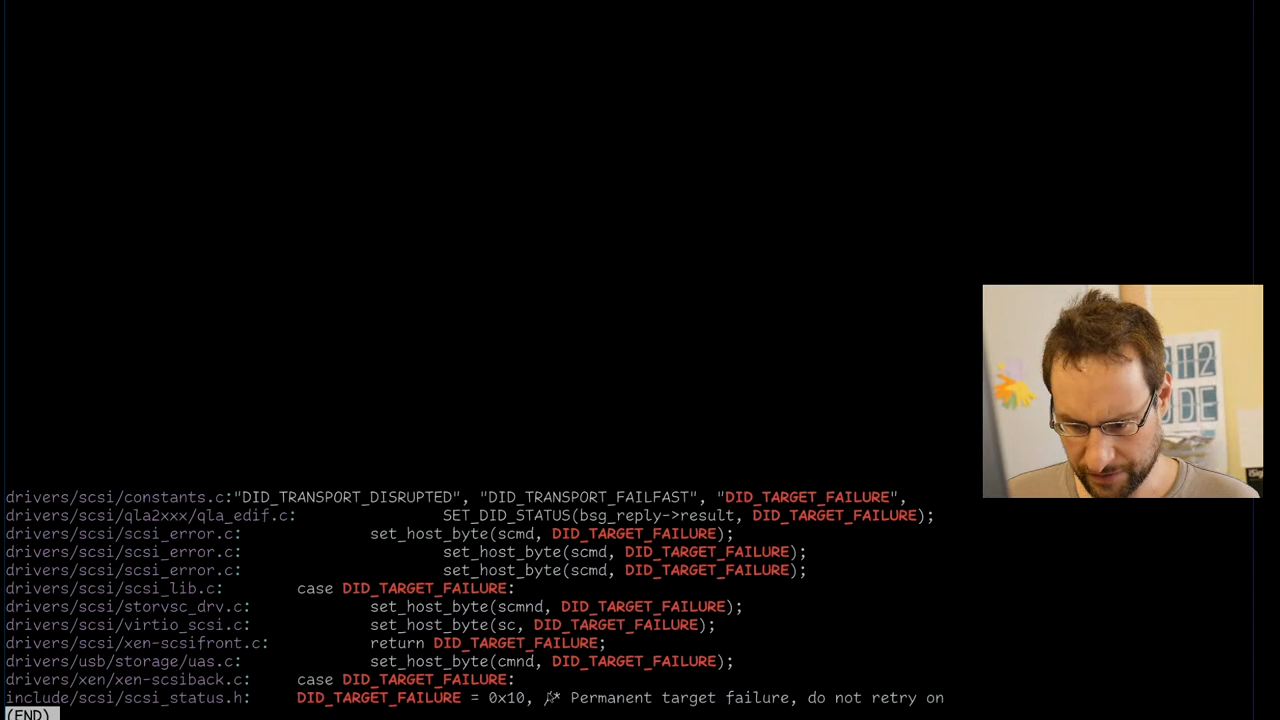 drivers/scsi/constants.c:"DID_TRANSPORT_DISRUPTED", "DID_TRANSPORT_FAILFAST", "DID_TARGET_FAILURE",
drivers/scsi/qla2xxx/qla_edif.c: SET_DID_STATUS(bsg_reply->result, DID_TARGET_FAILURE);
drivers/scsi/scsi_error.c: set_host_byte(scmd, DID_TARGET_FAILURE);
drivers/scsi/scsi_error.c: set_host_byte(scmd, DID_TARGET_FAILURE);
drivers/scsi/scsi_error.c: set_host_byte(scmd, DID_TARGET_FAILURE);
drivers/scsi/scsi_lib.c: case DID_TARGET_FAILURE:
drivers/scsi/storvsc_drv.c: set_host_byte(scmnd, DID_TARGET_FAILURE);
drivers/scsi/virtio_scsi.c: set_host_byte(sc, DID_TARGET_FAILURE);
drivers/scsi/xen-scsifront.c: return DID_TARGET_FAILURE;
drivers/usb/storage/uas.c: set_host_byte(cmnd, DID_TARGET_FAILURE);
drivers/xen/xen-scsiback.c: case DID_TARGET_FAILURE:
include/scsi/scsi_status.h: DID_TARGET_FAILURE = 0x10, /* Permanent target failure, do not retry on
(END)